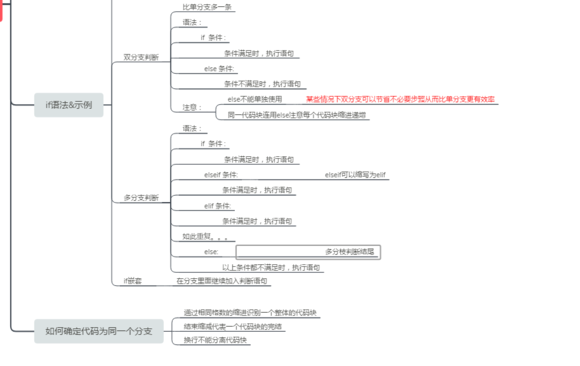 比单分支多一条
语法：
if 条件：
双分支判断
条件满足时，执行语句
else 条件:
条件不满足时，执行语句
else不能单独使用
某些情况下双分支可以节省不必要步骤从而比单分支更有效率
if语法&示例
注意：
同一代码块连用else注意每个代码块缩进递增
语法：
if 条件：
条件满足时，执行语句
elseif 条件:
elseif可以缩写为elif
条件满足时，执行语句
多分支判断
elif 条件:
条件满足时，执行语句
如此重复。。。
else:
多分枝判断结尾
以上条件都不满足时，执行语句
if嵌套
在分支里面继续加入判断语句
通过相同格数的缩进识别一个整体的代码块
如何确定代码为同一个分支
结束缩减代表一个代码块的完结
换行不能分离代码快